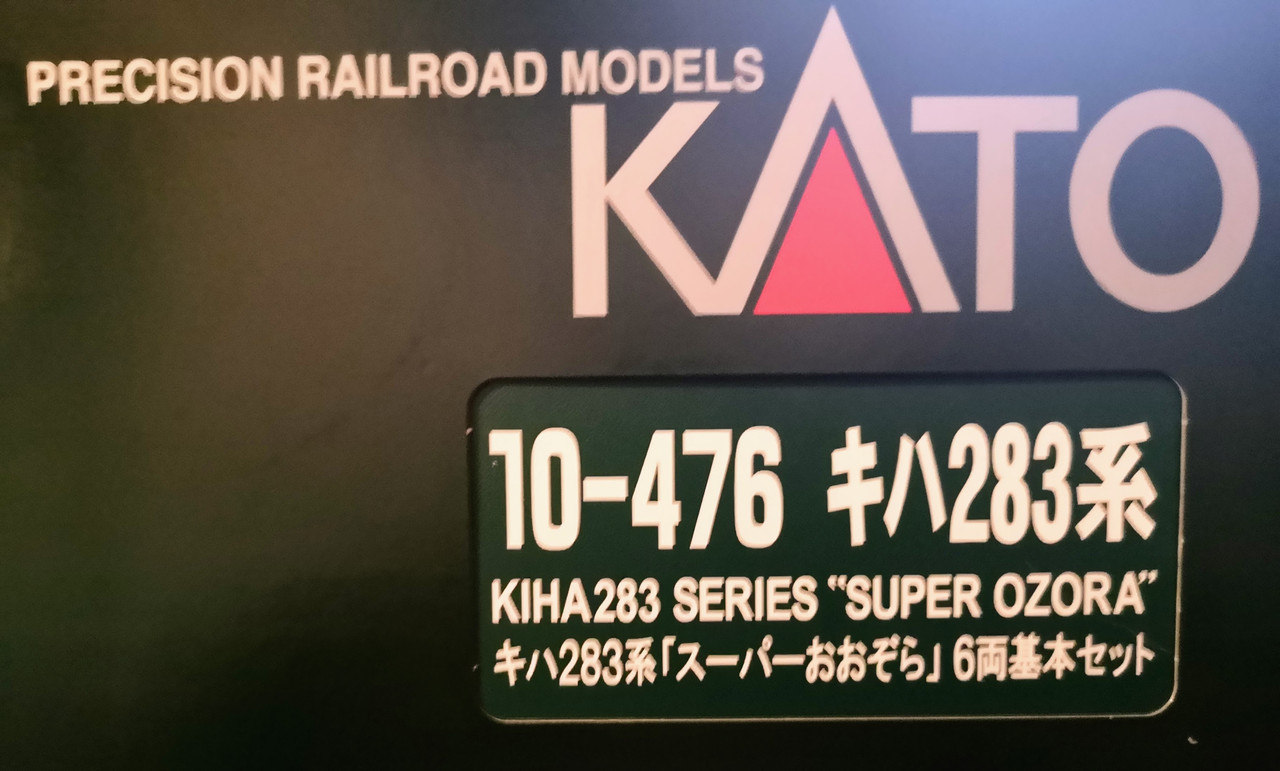 PRECISION RAILROAD MODELS
KATO
10-476 キハ283系
KIHA283 SERIES “SUPER OZORA”
キハ283系「スーパーおおぞら」6両基本セット